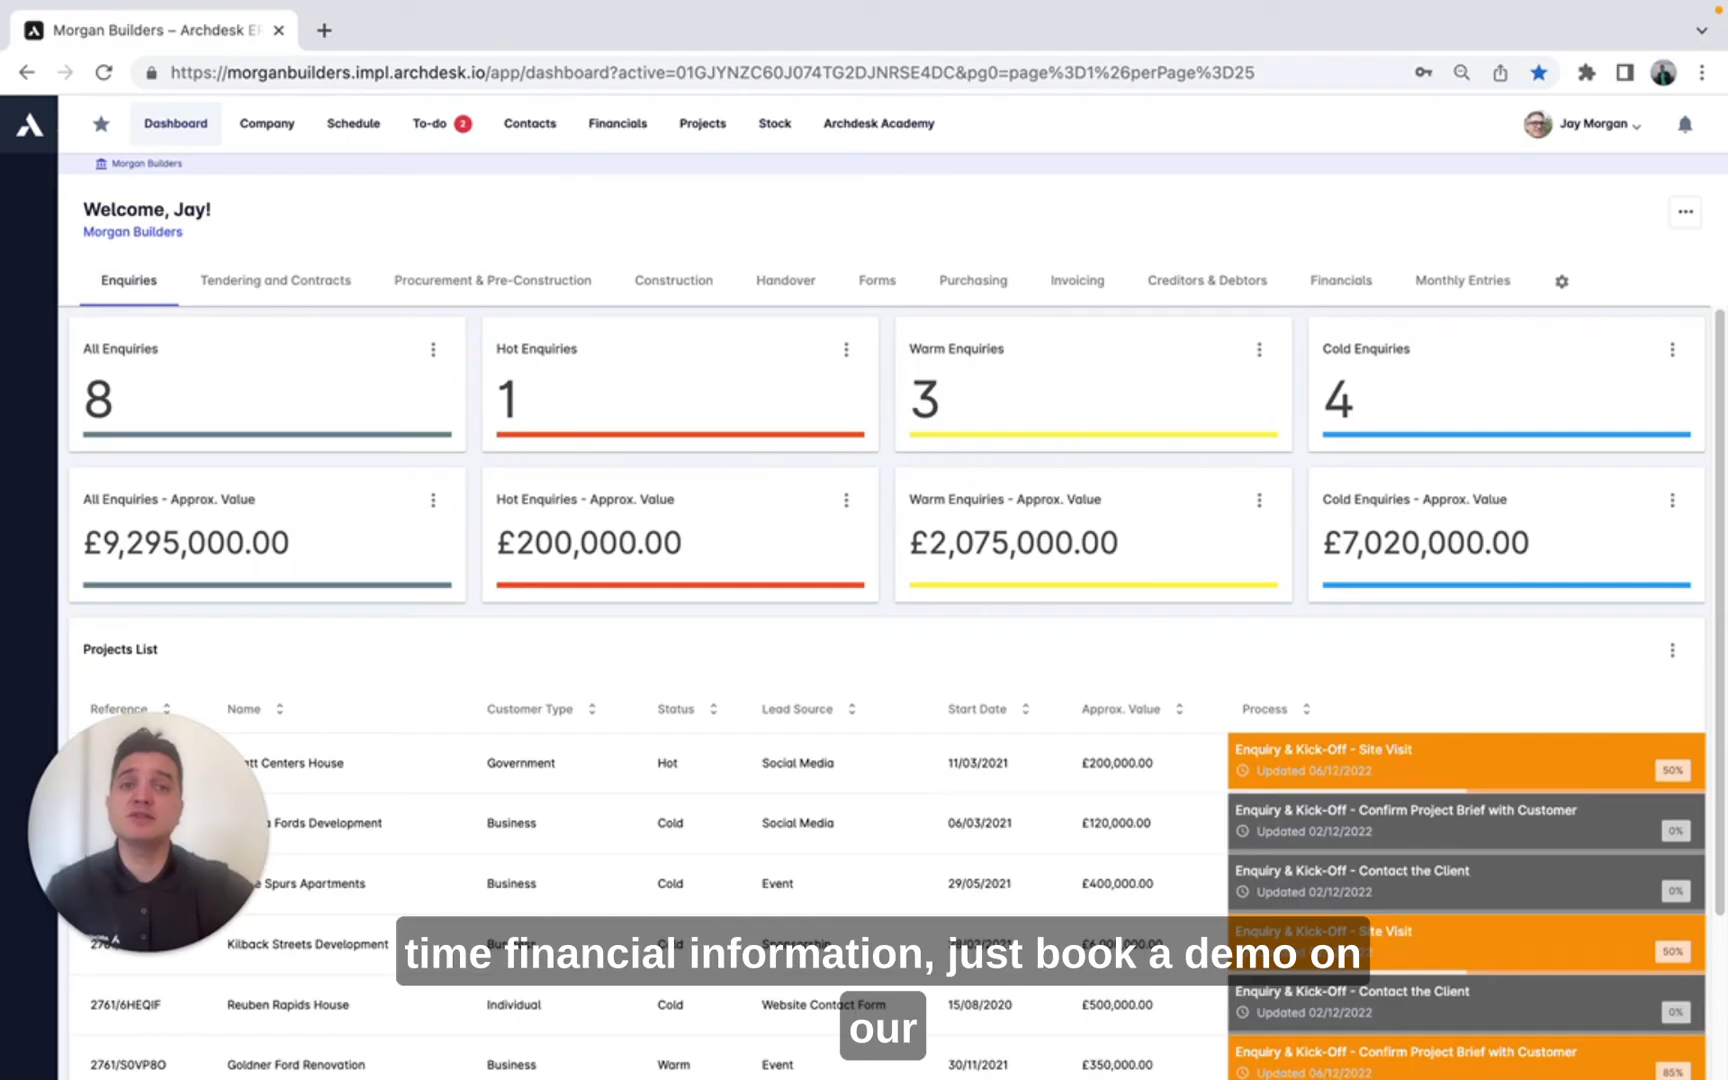 Morgan Builders – Archdesk ER
https://morganbuilders.impl.archdesk.io/app/dashboard?active=01GJYNZC60J074TG2DJNRSE4DC&pg0=page%3D1%26perPage%3D25
Dashboard Company Schedule To-do 2 Contacts Financials Projects Stock Archdesk Academy Jay Morgan
Morgan Builders
Welcome, Jay!
Morgan Builders
Enquiries Tendering and Contracts Procurement & Pre-Construction Construction Handover Forms Purchasing Invoicing Creditors & Debtors Financials Monthly Entries
All Enquiries Hot Enquiries Warm Enquiries Cold Enquiries
8 1 3 4
All Enquiries - Approx. Value Hot Enquiries - Approx. Value Warm Enquiries - Approx. Value Cold Enquiries - Approx. Value
£9,295,000.00 £200,000.00 £2,075,000.00 £7,020,000.00
Projects List
Reference Name Customer Type Status Lead Source Start Date Approx. Value Process
Centers House Government Hot Social Media 11/03/2021 £200,000.00 Enquiry & Kick-Off - Site Visit
Updated 06/12/2022 50%
Fords Development Business Cold Social Media 06/03/2021 £120,000.00 Enquiry & Kick-Off - Confirm Project Brief with Customer
Updated 02/12/2022 0%
Spurs Apartments Business Cold Event 29/05/2021 £400,000.00 Enquiry & Kick-Off - Contact the Client
Updated 02/12/2022 0%
Kilback Streets Development Enquiry & Kick-Off - Site Visit
50%
time financial information, just book a demo on
our
2761/6HEQIF Reuben Rapids House Individual Cold Website Contact Form 15/08/2020 £500,000.00 Enquiry & Kick-Off - Contact the Client
Updated 02/12/2022 0%
2761/S0VP8O Goldner Ford Renovation Business Warm Event 30/11/2021 £350,000.00 Enquiry & Kick-Off - Confirm Project Brief with Customer
Updated 06/12/2022 85%